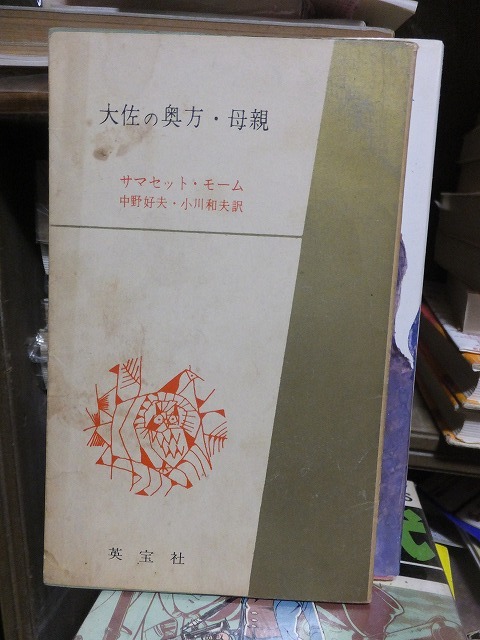 大佐の奥方・母親
サマセット・モーム
中野好夫・小川和夫訳
英宝社